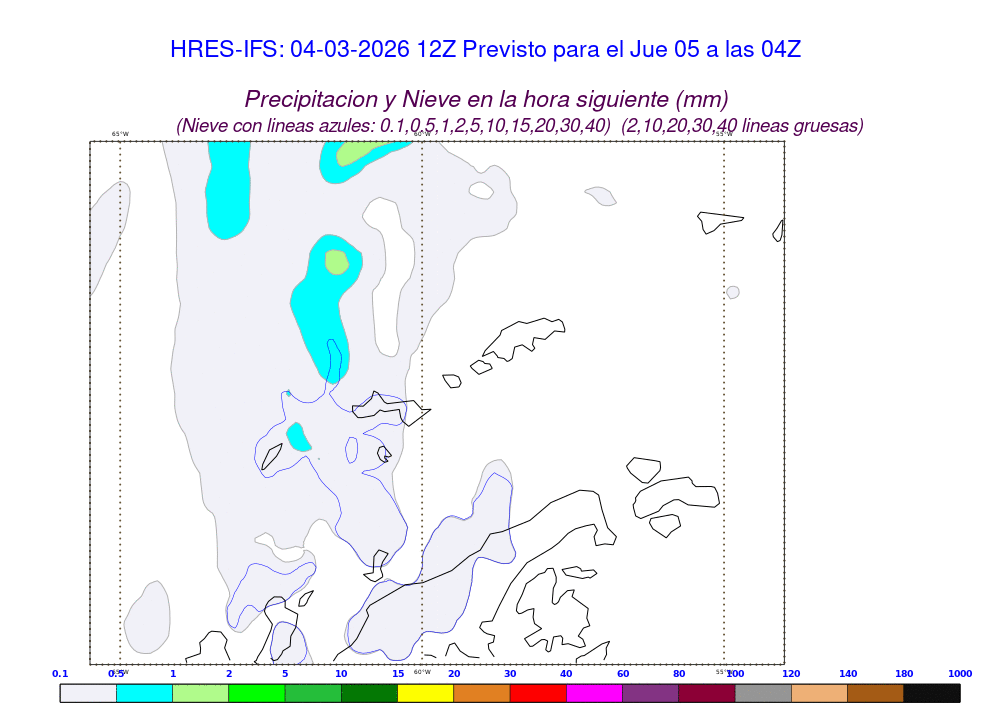 HRES-IFS: 04-03-2026 12Z Previsto para el Jue 05 a las 04Z
Precipitacion y Nieve en la hora siguiente (mm)
(Nieve con lineas azules: 0.1,0.5,1,2,5,10,15,20,30,40)  (2,10,20,30,40 lineas gruesas)
65°W 60°W 55°W
65°W 60°W 55°W
0.1 0.5 1 2 5 10 15 20 30 40 60 80 100 120 140 180 1000